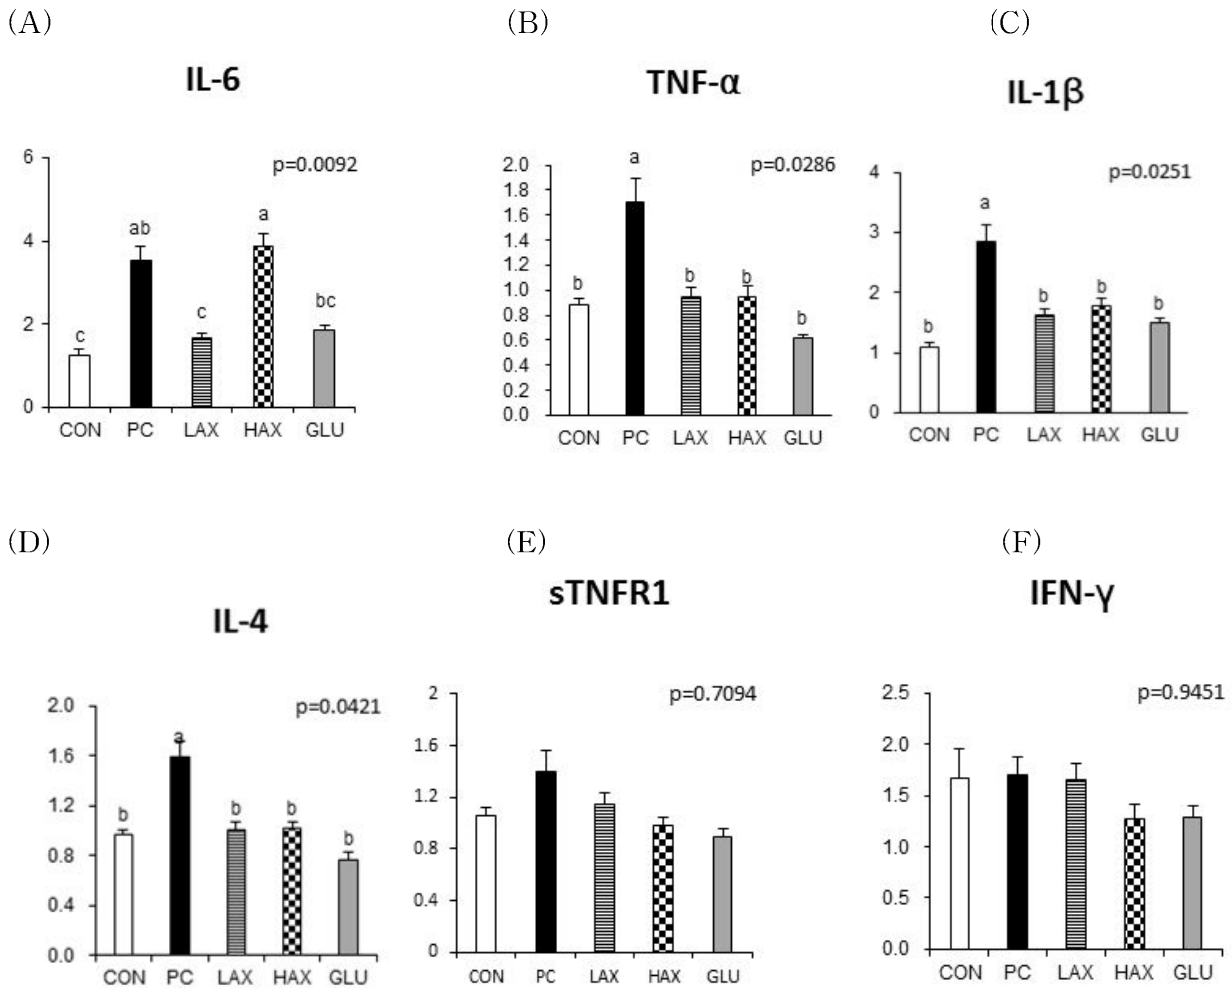 (A)
IL-6
p=0.0092
6
4
2
0
c
ab
c
a
bc
CON PC LAX HAX GLU
(B)
TNF-α
p=0.0286
2.0
1.8
1.6
1.4
1.2
1.0
0.8
0.6
0.4
0.2
0.0
b
a
b
b
b
CON PC LAX HAX GLU
(C)
IL-1β
p=0.0251
4
3
2
1
0
b
a
b
b
b
CON PC LAX HAX GLU
(D)
IL-4
p=0.0421
2.0
1.6
1.2
0.8
0.4
0.0
b
a
b
b
b
CON PC LAX HAX GLU
(E)
sTNFR1
p=0.7094
2
1.6
1.2
0.8
0.4
0
CON PC LAX HAX GLU
(F)
IFN-γ
p=0.9451
2.5
2.0
1.5
1.0
0.5
0.0
CON PC LAX HAX GLU